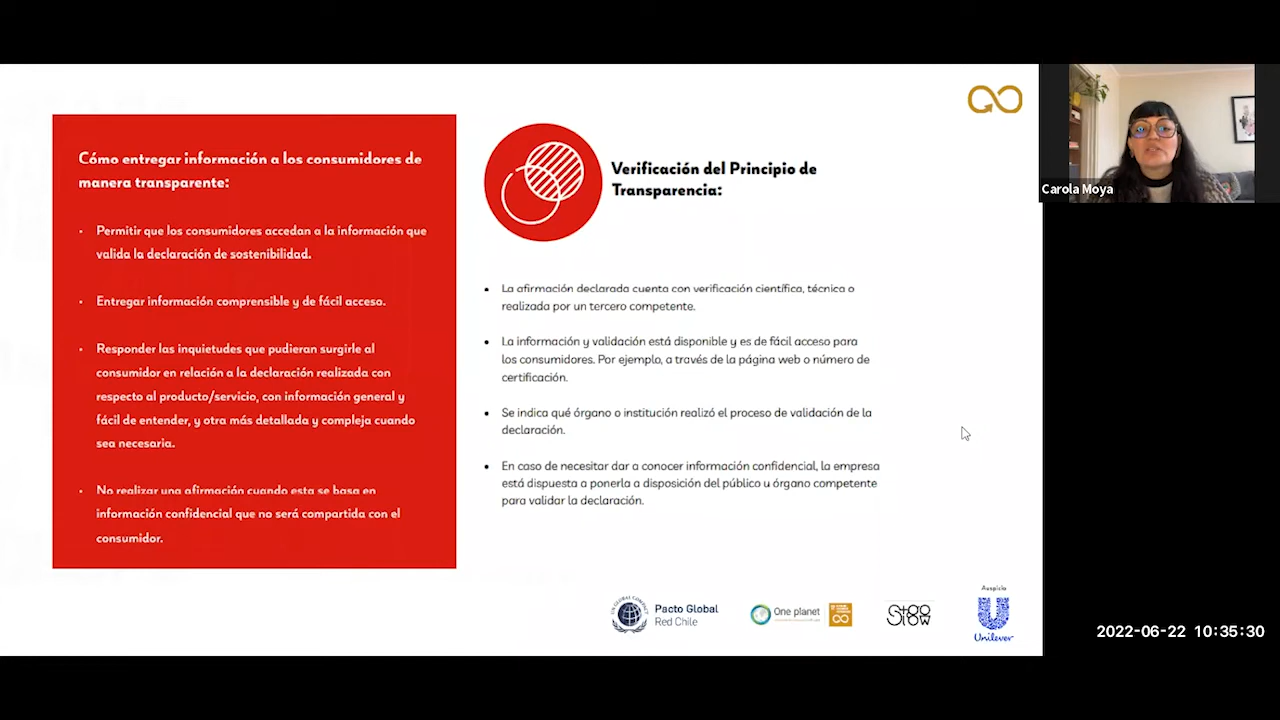 Cómo entregar información a los consumidores de
manera transparente:
• Permitir que los consumidores accedan a la información que
valida la declaración de sostenibilidad.
• Entregar información comprensible y de fácil acceso.
• Responder las inquietudes que pudieran surgirle al
consumidor en relación a la declaración realizada con
respecto al producto/servicio, con información general y
fácil de entender, y otra más detallada y compleja cuando
sea necesaria.
• No realizar una afirmación cuando esta se basa en
información confidencial que no será compartida con el
consumidor.
Verificación del Principio de
Transparencia:
• La afirmación declarada cuenta con verificación científica, técnica o
realizada por un tercero competente.
• La información y validación está disponible y es de fácil acceso para
los consumidores. Por ejemplo, a través de la página web o número de
certificación.
• Se indica qué órgano o institución realizó el proceso de validación de la
declaración.
• En caso de necesitar dar a conocer información confidencial, la empresa
está dispuesta a ponerla a disposición del público u órgano competente
para validar la declaración.
Carola Moya
Pacto Global
Red Chile
One planet
Auspicia
Unilever
2022-06-22 10:35:30